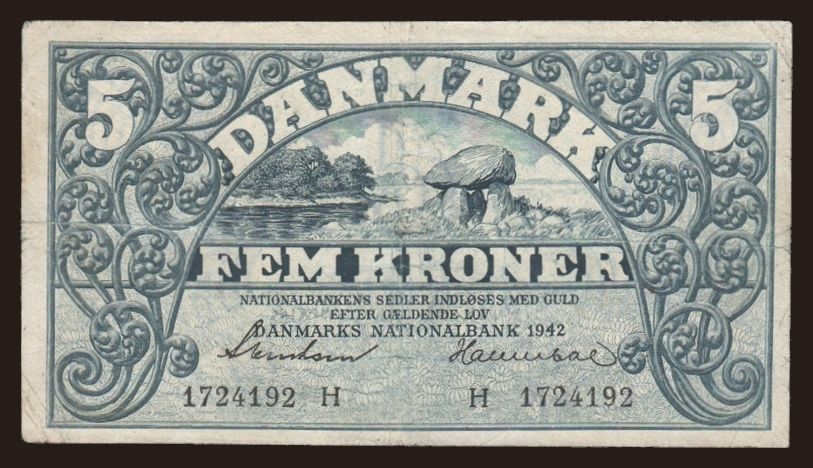 5 DANMARK 5
FEM KRONER
NATIONALBANKENS SEDLER INDLØSES MED GULD
EFTER GÆLDENDE LOV
DANMARKS NATIONALBANK 1942
1724192 H H 1724192